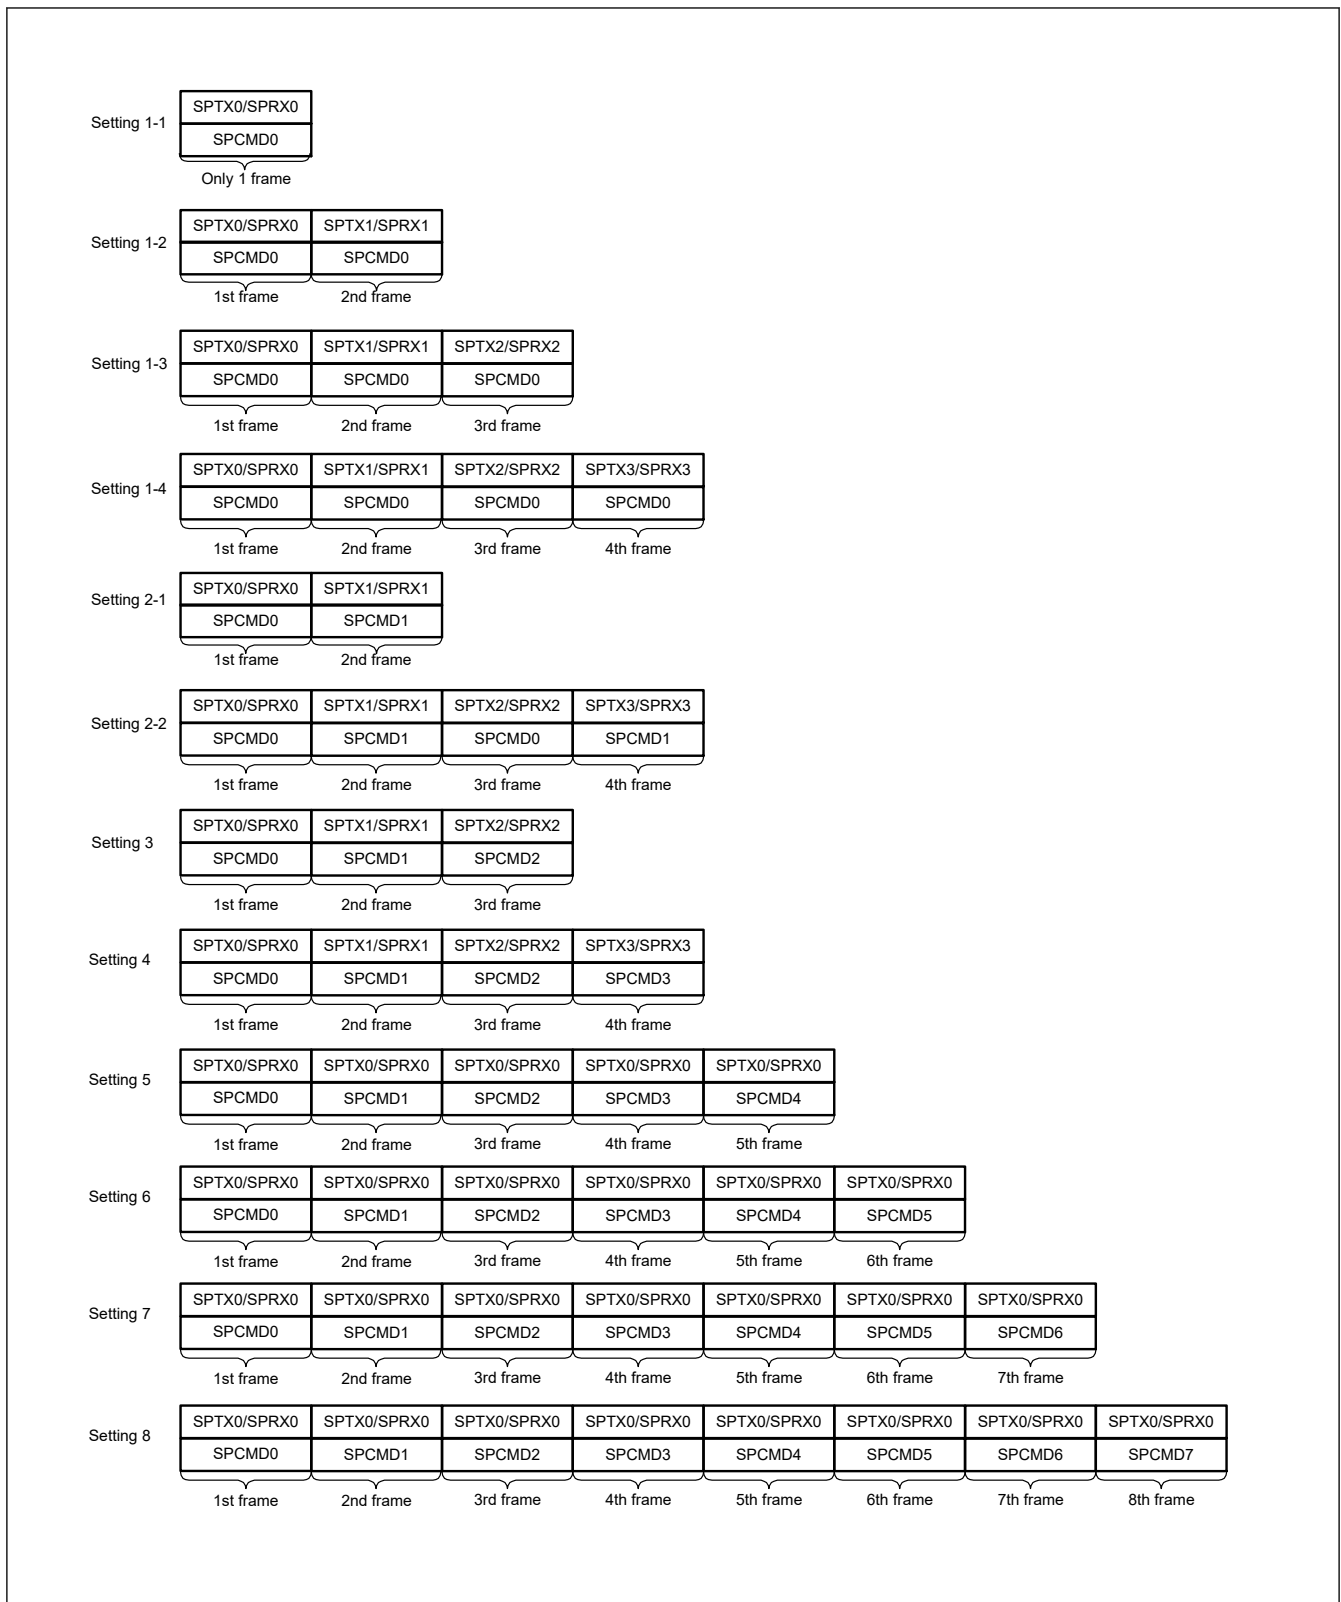 SPTX0/SPRX0
Setting 1-1
SPCMD0
Only 1 frame
SPTX0/SPRX0 SPTX1/SPRX1
Setting 1-2
SPCMD0 SPCMD0
1st frame 2nd frame
SPTX0/SPRX0 SPTX1/SPRX1 SPTX2/SPRX2
Setting 1-3
SPCMD0 SPCMD0 SPCMD0
1st frame 2nd frame 3rd frame
SPTX0/SPRX0 SPTX1/SPRX1 SPTX2/SPRX2 SPTX3/SPRX3
Setting 1-4
SPCMD0 SPCMD0 SPCMD0 SPCMD0
1st frame 2nd frame 3rd frame 4th frame
SPTX0/SPRX0 SPTX1/SPRX1
Setting 2-1
SPCMD0 SPCMD1
1st frame 2nd frame
SPTX0/SPRX0 SPTX1/SPRX1 SPTX2/SPRX2 SPTX3/SPRX3
Setting 2-2
SPCMD0 SPCMD1 SPCMD0 SPCMD1
1st frame 2nd frame 3rd frame 4th frame
SPTX0/SPRX0 SPTX1/SPRX1 SPTX2/SPRX2
Setting 3
SPCMD0 SPCMD1 SPCMD2
1st frame 2nd frame 3rd frame
SPTX0/SPRX0 SPTX1/SPRX1 SPTX2/SPRX2 SPTX3/SPRX3
Setting 4
SPCMD0 SPCMD1 SPCMD2 SPCMD3
1st frame 2nd frame 3rd frame 4th frame
SPTX0/SPRX0 SPTX0/SPRX0 SPTX0/SPRX0 SPTX0/SPRX0 SPTX0/SPRX0
Setting 5
SPCMD0 SPCMD1 SPCMD2 SPCMD3 SPCMD4
1st frame 2nd frame 3rd frame 4th frame 5th frame
SPTX0/SPRX0 SPTX0/SPRX0 SPTX0/SPRX0 SPTX0/SPRX0 SPTX0/SPRX0 SPTX0/SPRX0
Setting 6
SPCMD0 SPCMD1 SPCMD2 SPCMD3 SPCMD4 SPCMD5
1st frame 2nd frame 3rd frame 4th frame 5th frame 6th frame
SPTX0/SPRX0 SPTX0/SPRX0 SPTX0/SPRX0 SPTX0/SPRX0 SPTX0/SPRX0 SPTX0/SPRX0 SPTX0/SPRX0
Setting 7
SPCMD0 SPCMD1 SPCMD2 SPCMD3 SPCMD4 SPCMD5 SPCMD6
1st frame 2nd frame 3rd frame 4th frame 5th frame 6th frame 7th frame
SPTX0/SPRX0 SPTX0/SPRX0 SPTX0/SPRX0 SPTX0/SPRX0 SPTX0/SPRX0 SPTX0/SPRX0 SPTX0/SPRX0 SPTX0/SPRX0
Setting 8
SPCMD0 SPCMD1 SPCMD2 SPCMD3 SPCMD4 SPCMD5 SPCMD6 SPCMD7
1st frame 2nd frame 3rd frame 4th frame 5th frame 6th frame 7th frame 8th frame